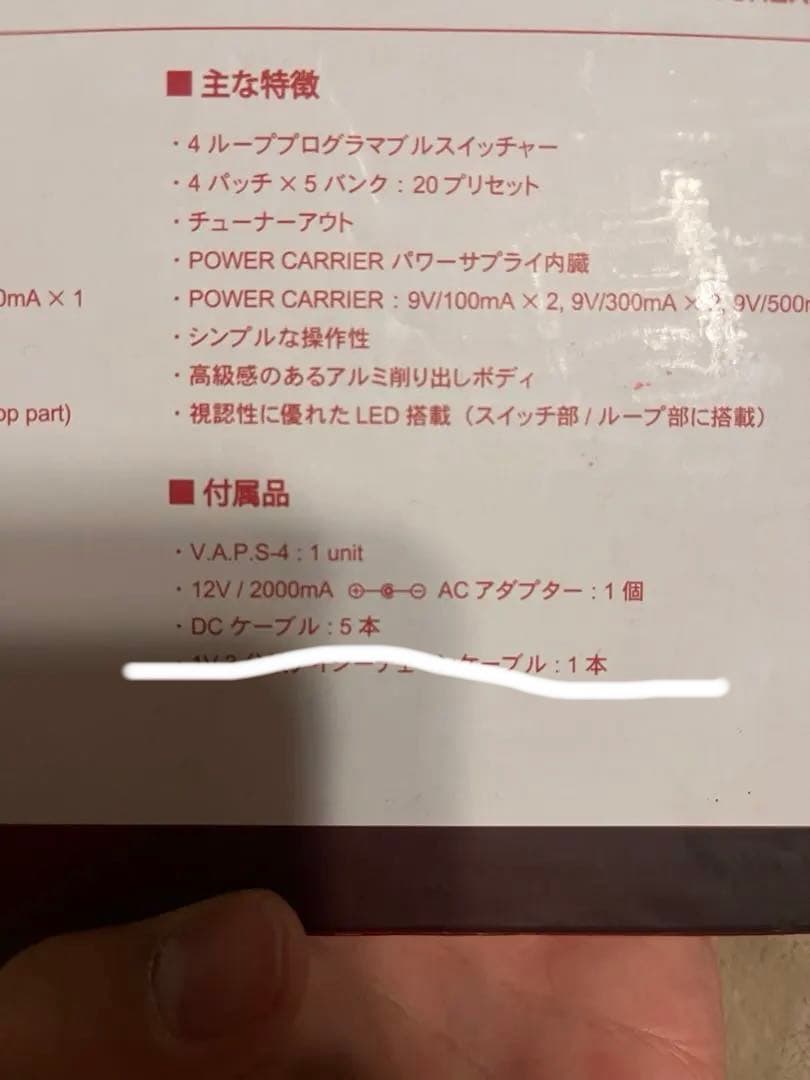 ■ 主な特徴
・4 ループプログラマブルスイッチャー
・4 パッチ × 5 バンク : 20 プリセット
・チューナーアウト
・POWER CARRIER パワーサプライ内臓
0mA × 1
・POWER CARRIER : 9V/100mA × 2, 9V/300mA × 2, 9V/500m
・シンプルな操作性
・高級感のあるアルミ削り出しボディ
op part)
・視認性に優れた LED 搭載（スイッチ部 / ループ部に搭載）
■ 付属品
・V.A.P.S-4 : 1 unit
・12V / 2000mA ACアダプター : 1 個
・DC ケーブル : 5 本
ケーブル : 1 本